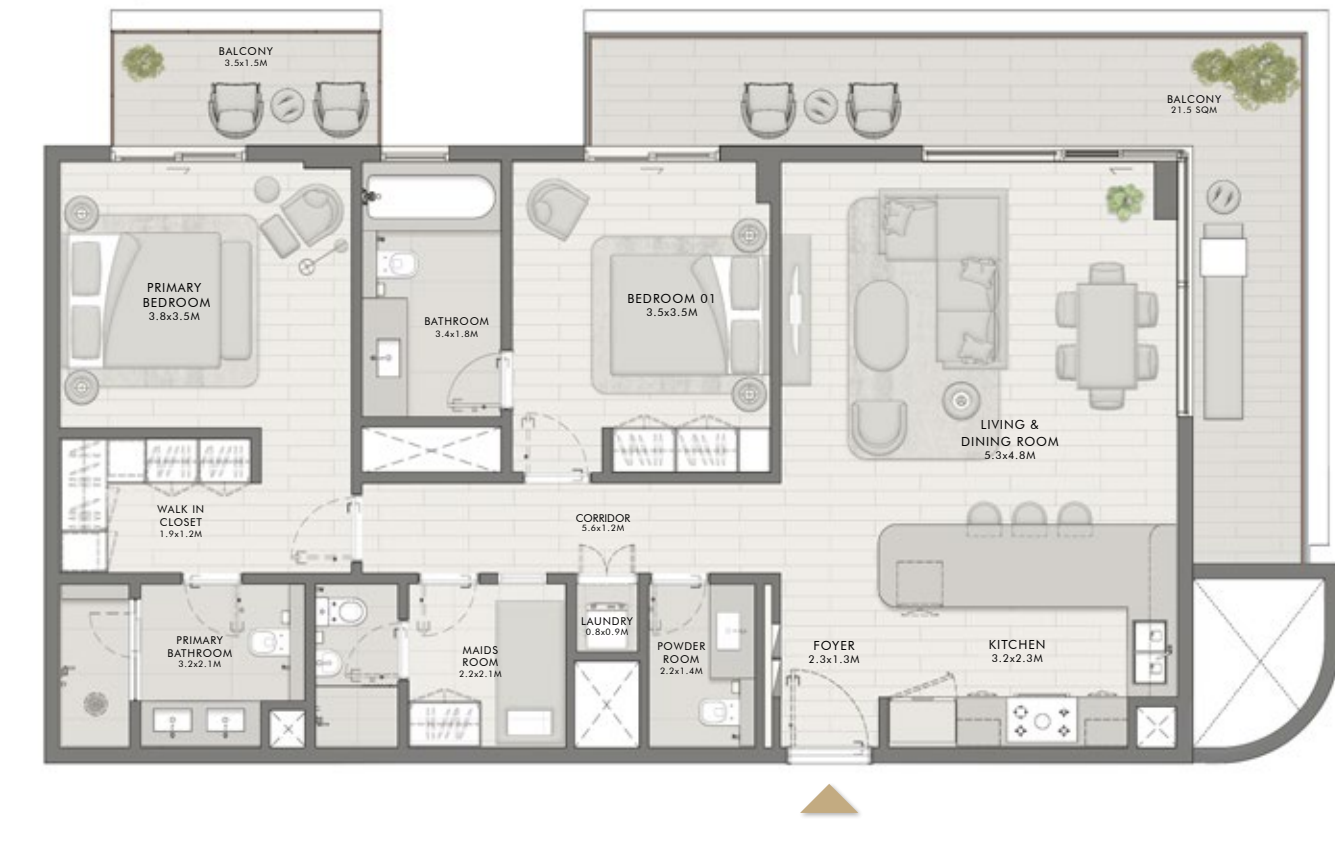 BALCONY
3.5x1.5M
BALCONY
21.5 SQM
PRIMARY
BEDROOM
3.8x3.5M
BATHROOM
3.4x1.8M
BEDROOM 01
3.5x3.5M
LIVING &
DINING ROOM
5.3x4.8M
WALK IN
CLOSET
1.9x1.2M
CORRIDOR
5.6x1.2M
PRIMARY
BATHROOM
3.2x2.1M
MAIDS
ROOM
2.2x2.1M
LAUNDRY
0.8x0.9M
POWDER
ROOM
2.2x1.4M
FOYER
2.3x1.3M
KITCHEN
3.2x2.3M